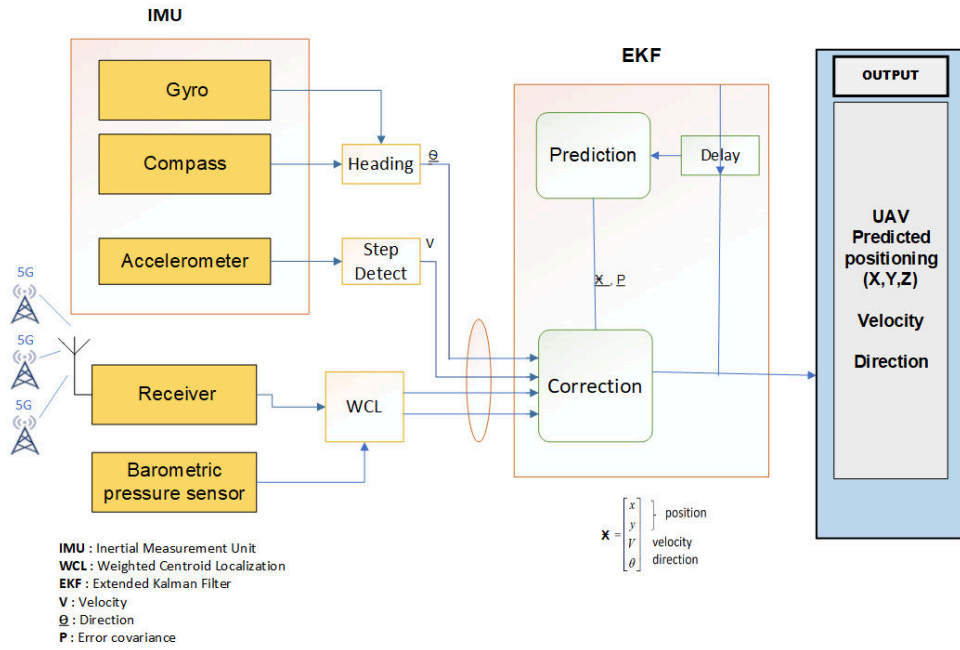 IMU
Gyro
Compass
Accelerometer
Heading
Θ
Step
Detect
V
5G
5G
5G
Receiver
Barometric
pressure sensor
WCL
EKF
Prediction
Delay
X , P
Correction
OUTPUT
UAV
Predicted
positioning
(X,Y,Z)
Velocity
Direction
X = [x y V θ]
position
velocity
direction
IMU : Inertial Measurement Unit
WCL : Weighted Centroid Localization
EKF : Extended Kalman Filter
V : Velocity
Θ : Direction
P : Error covariance